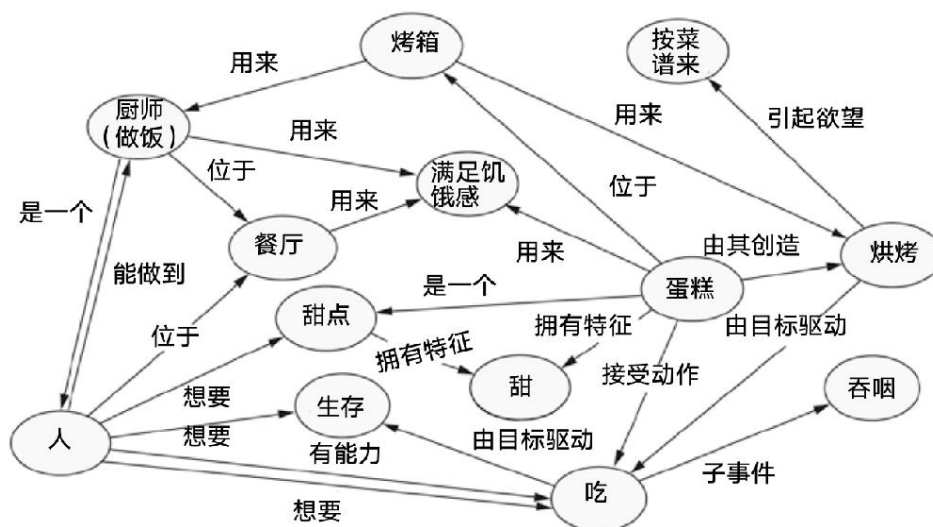 烤箱
按菜
谱来
用来
厨师
(做饭)
用来
用来
引起欲望
位于
满足饥
饿感
位于
是一个
用来
餐厅
用来
由其创造
烘烤
能做到
是一个
蛋糕
甜点
拥有特征
由目标驱动
位于
拥有特征
接受动作
甜
想要
生存
吞咽
人
想要
由目标驱动
有能力
子事件
吃
想要